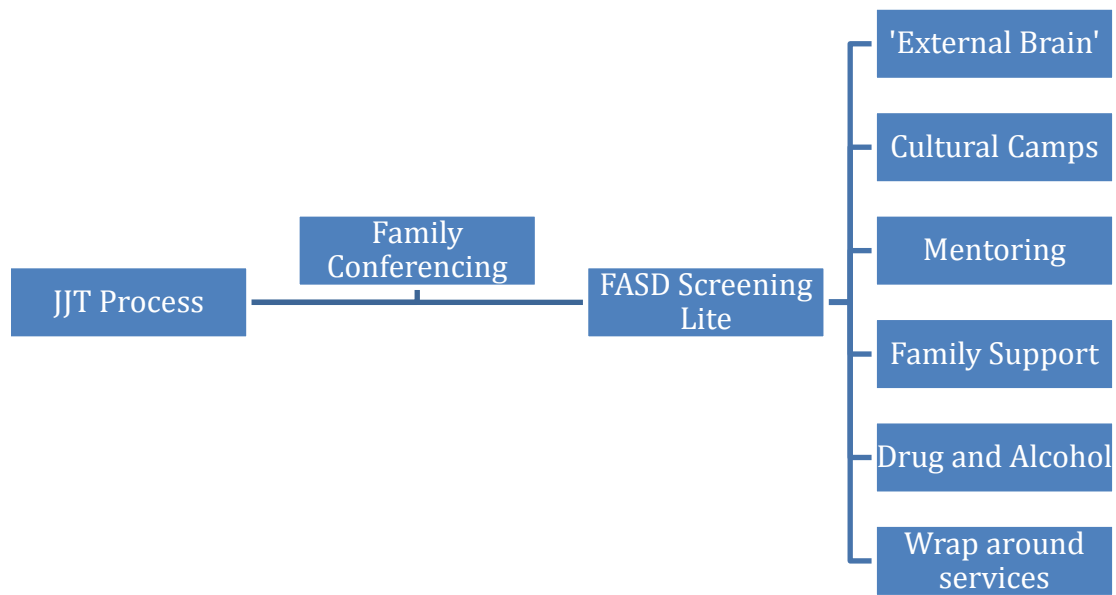 JJT Process
Family
Conferencing
FASD Screening
Lite
'External Brain'
Cultural Camps
Mentoring
Family Support
Drug and Alcohol
Wrap around
services